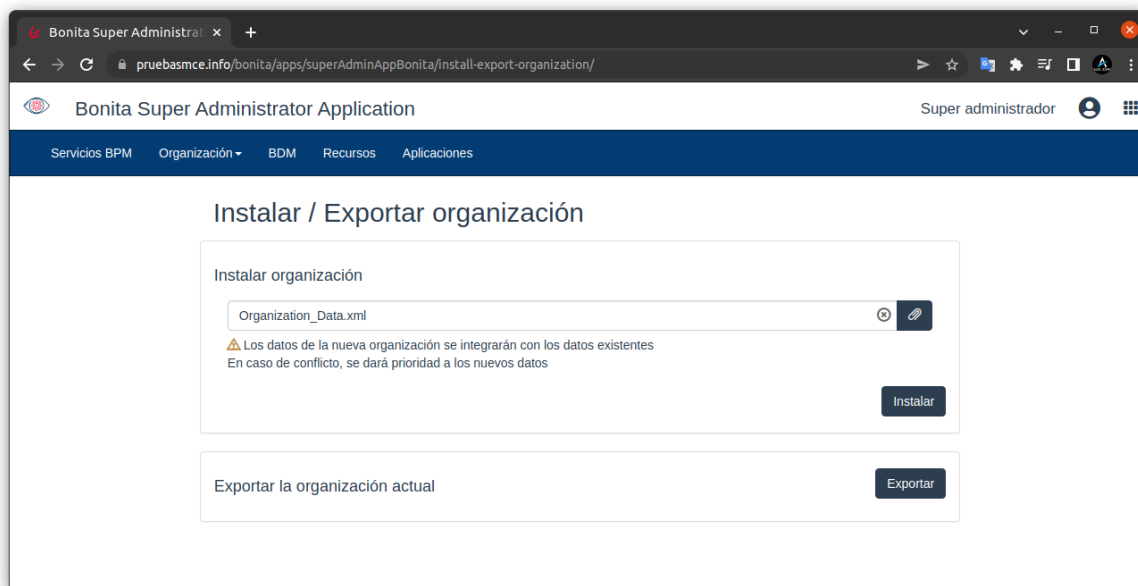 Bonita Super Administrat
pruebasmce.info/bonita/apps/superAdminAppBonita/install-export-organization/
Bonita Super Administrator Application
Super administrador
Servicios BPM Organización BDM Recursos Aplicaciones
Instalar / Exportar organización
Instalar organización
Organization_Data.xml
Los datos de la nueva organización se integrarán con los datos existentes
En caso de conflicto, se dará prioridad a los nuevos datos
Instalar
Exportar la organización actual
Exportar